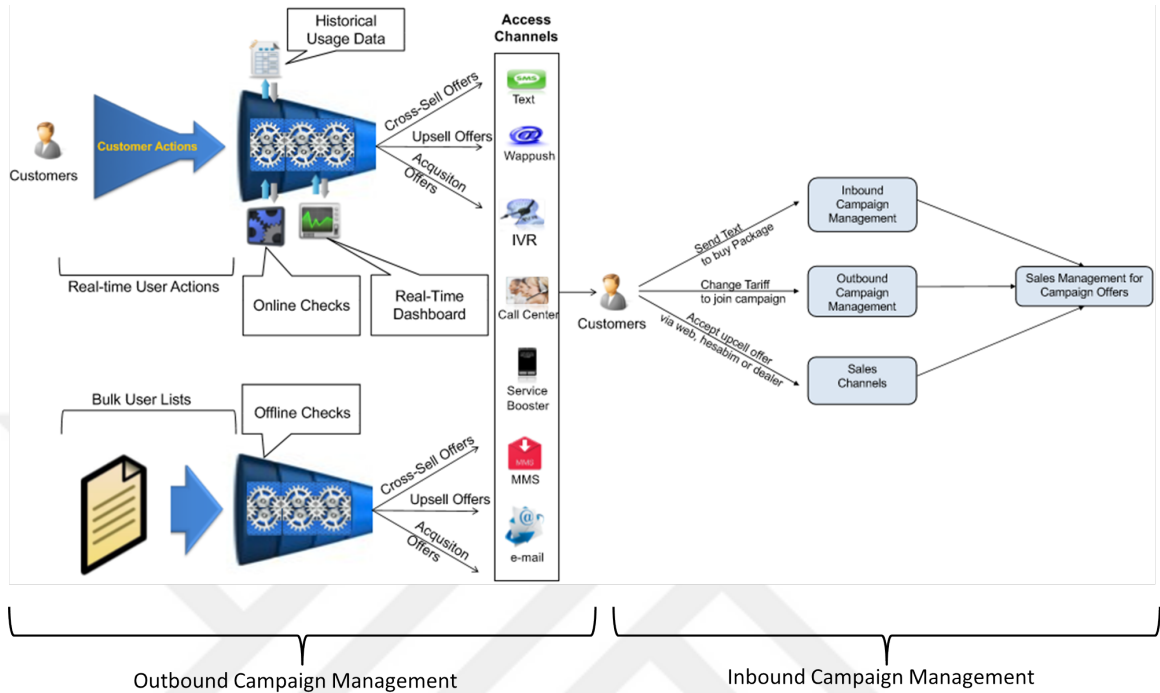 Historical
Usage Data
Access
Channels
Customers
Customer Actions
Cross-Sell Offers
Upsell Offers
Acqusiton
Offers
SMS
Text
Wappush
IVR
Call Center
Service
Booster
MMS
MMS
e-mail
Real-time User Actions
Online Checks
Real-Time
Dashboard
Bulk User Lists
Offline Checks
Cross-Sell Offers
Upsell Offers
Acqusiton
Offers
Customers
Send Text
to buy Package
Change Tariff
to join campaign
Accept upcell offer
via web, hesabim or dealer
Inbound
Campaign
Management
Outbound
Campaign
Management
Sales
Channels
Sales Management for
Campaign Offers
Outbound Campaign Management
Inbound Campaign Management